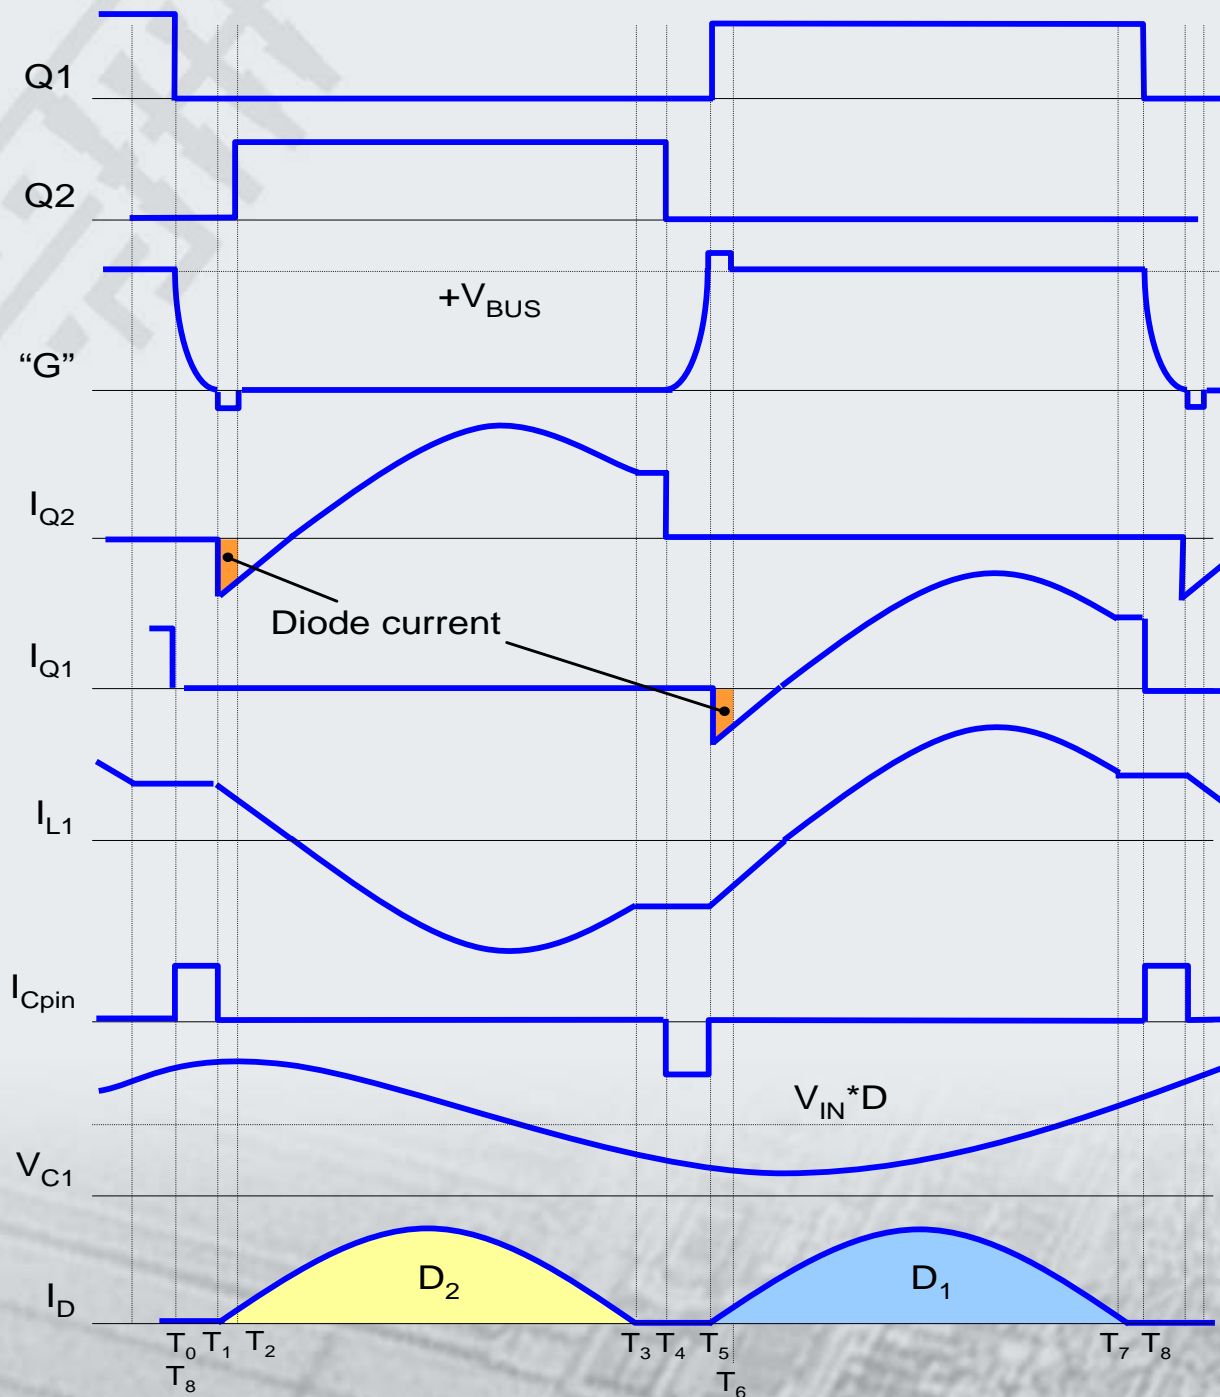 Q1
Q2
+V_BUS
“G”
I_Q2
Diode current
I_Q1
I_L1
I_Cpin
V_IN*D
V_C1
D_2
D_1
I_D
T_0 T_1 T_2 T_3 T_4 T_5 T_7 T_8
T_8 T_6